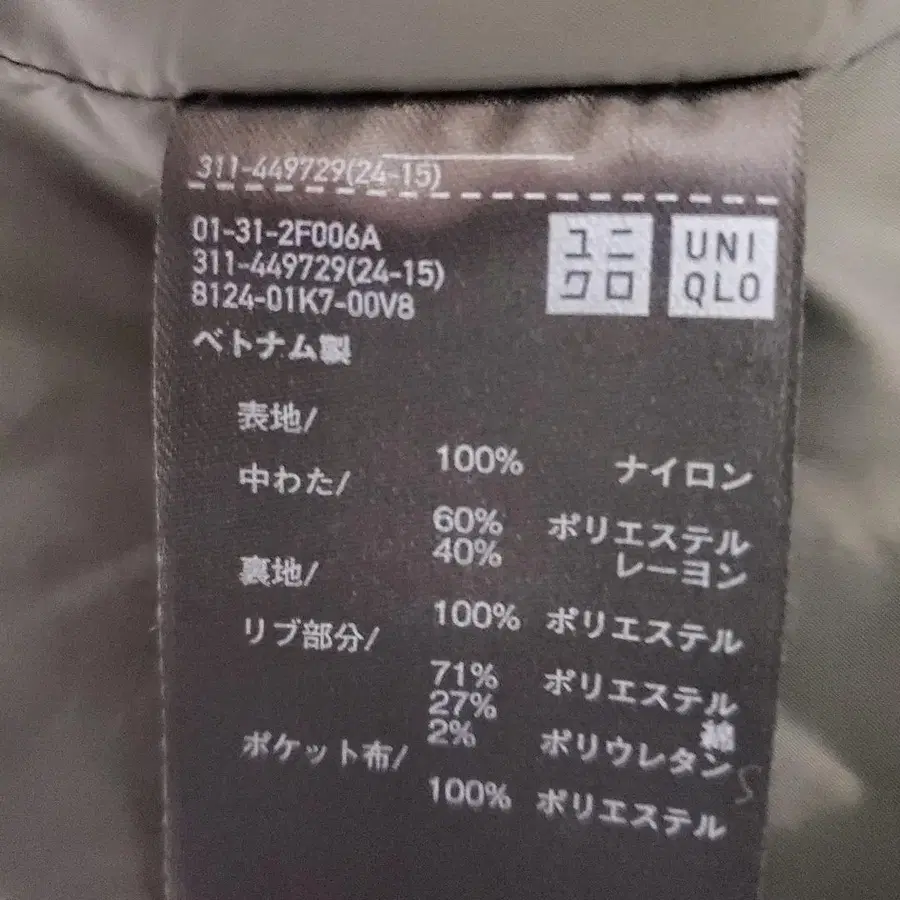 311-449729(24-15)
01-31-2F006A
311-449729(24-15)
8124-01K7-00V8
ユニ
クロ
UNI
QLO
ベトナム製
表地/
100% ナイロン
中わた/
60% ポリエステル
40% レーヨン
裏地/
100% ポリエステル
リブ部分/
71% ポリエステル
27% 綿
2% ポリウレタン
ポケット布/
100% ポリエステル
S